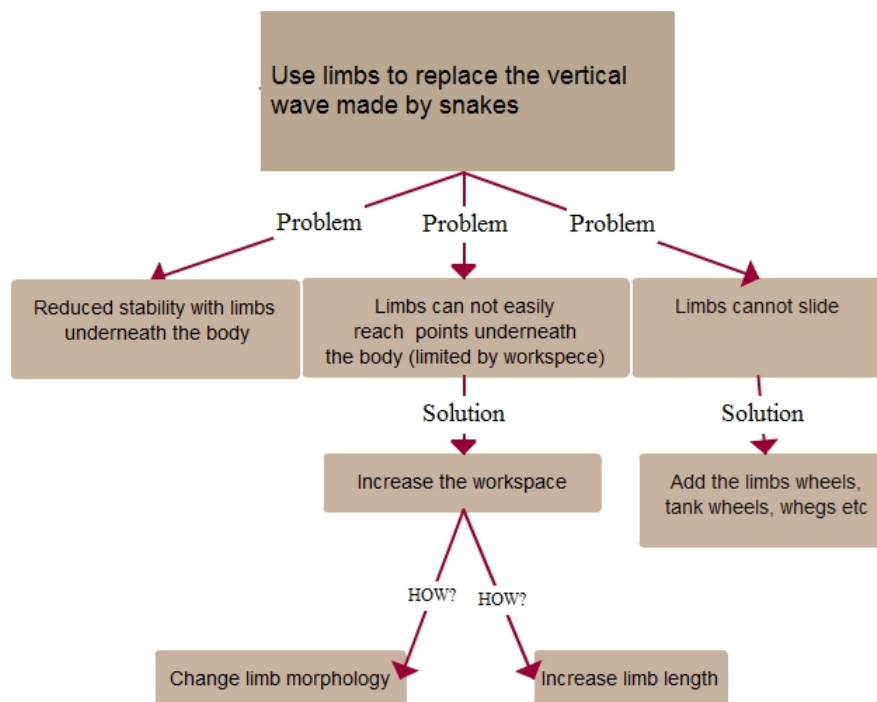 Use limbs to replace the vertical
wave made by snakes
Problem
Problem
Problem
Reduced stability with limbs
underneath the body
Limbs can not easily
reach points underneath
the body (limited by workspece)
Limbs cannot slide
Solution
Solution
Increase the workspace
Add the limbs wheels,
tank wheels, whegs etc
HOW?
HOW?
Change limb morphology
Increase limb length